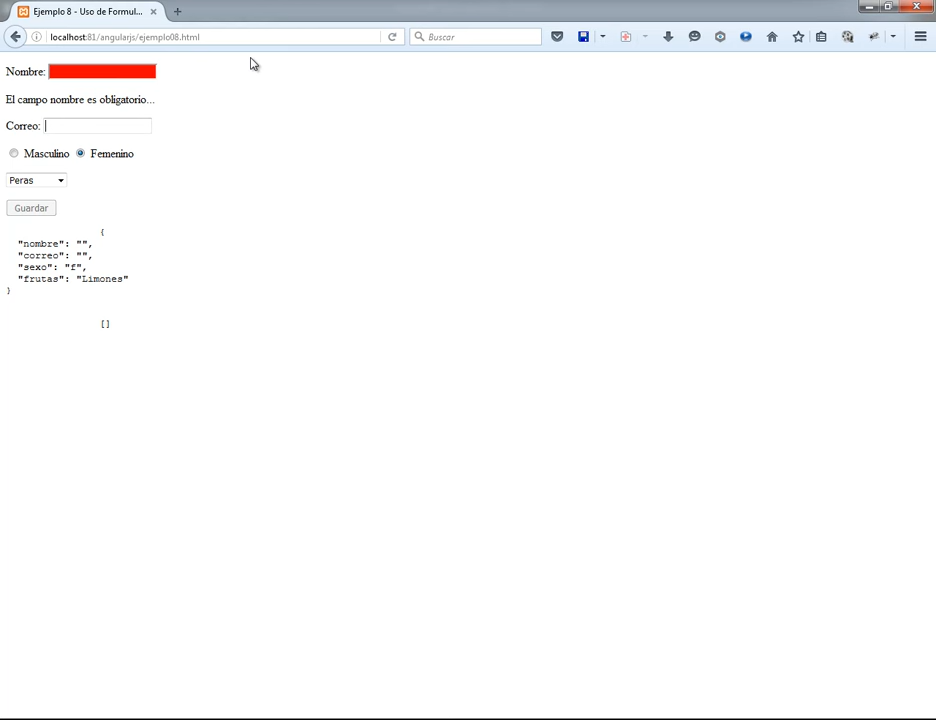 Ejemplo 8 - Uso de Formul...
localhost:81/angularjs/ejemplo08.html
Buscar
Nombre:
El campo nombre es obligatorio...
Correo:
Masculino Femenino
Peras
Guardar
{
"nombre": "",
"correo": "",
"sexo": "f",
"frutas": "Limones"
}
[]